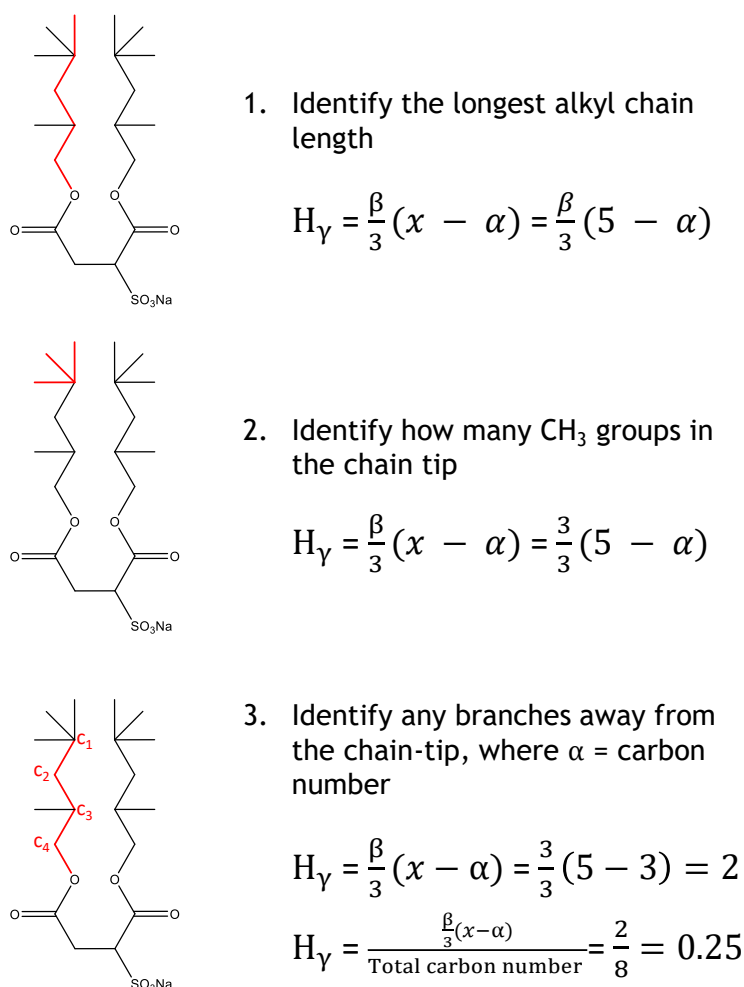 1. Identify the longest alkyl chain
length
Hγ = β/3 (x − α) = β/3 (5 − α)
O O
O O
SO₃Na
2. Identify how many CH₃ groups in
the chain tip
Hγ = β/3 (x − α) = 3/3 (5 − α)
O O
O O
SO₃Na
3. Identify any branches away from
the chain-tip, where α = carbon
number
C₁
C₂
C₃
C₄
Hγ = β/3 (x − α) = 3/3 (5 − 3) = 2
O O
O O
Hγ = β/3 (x−α) / Total carbon number = 2/8 = 0.25
SO₃Na